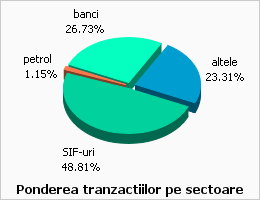 banci
26.73%
petrol
1.15%
altele
23.31%
SIF-uri
48.81%
Ponderea tranzactiilor pe sectoare